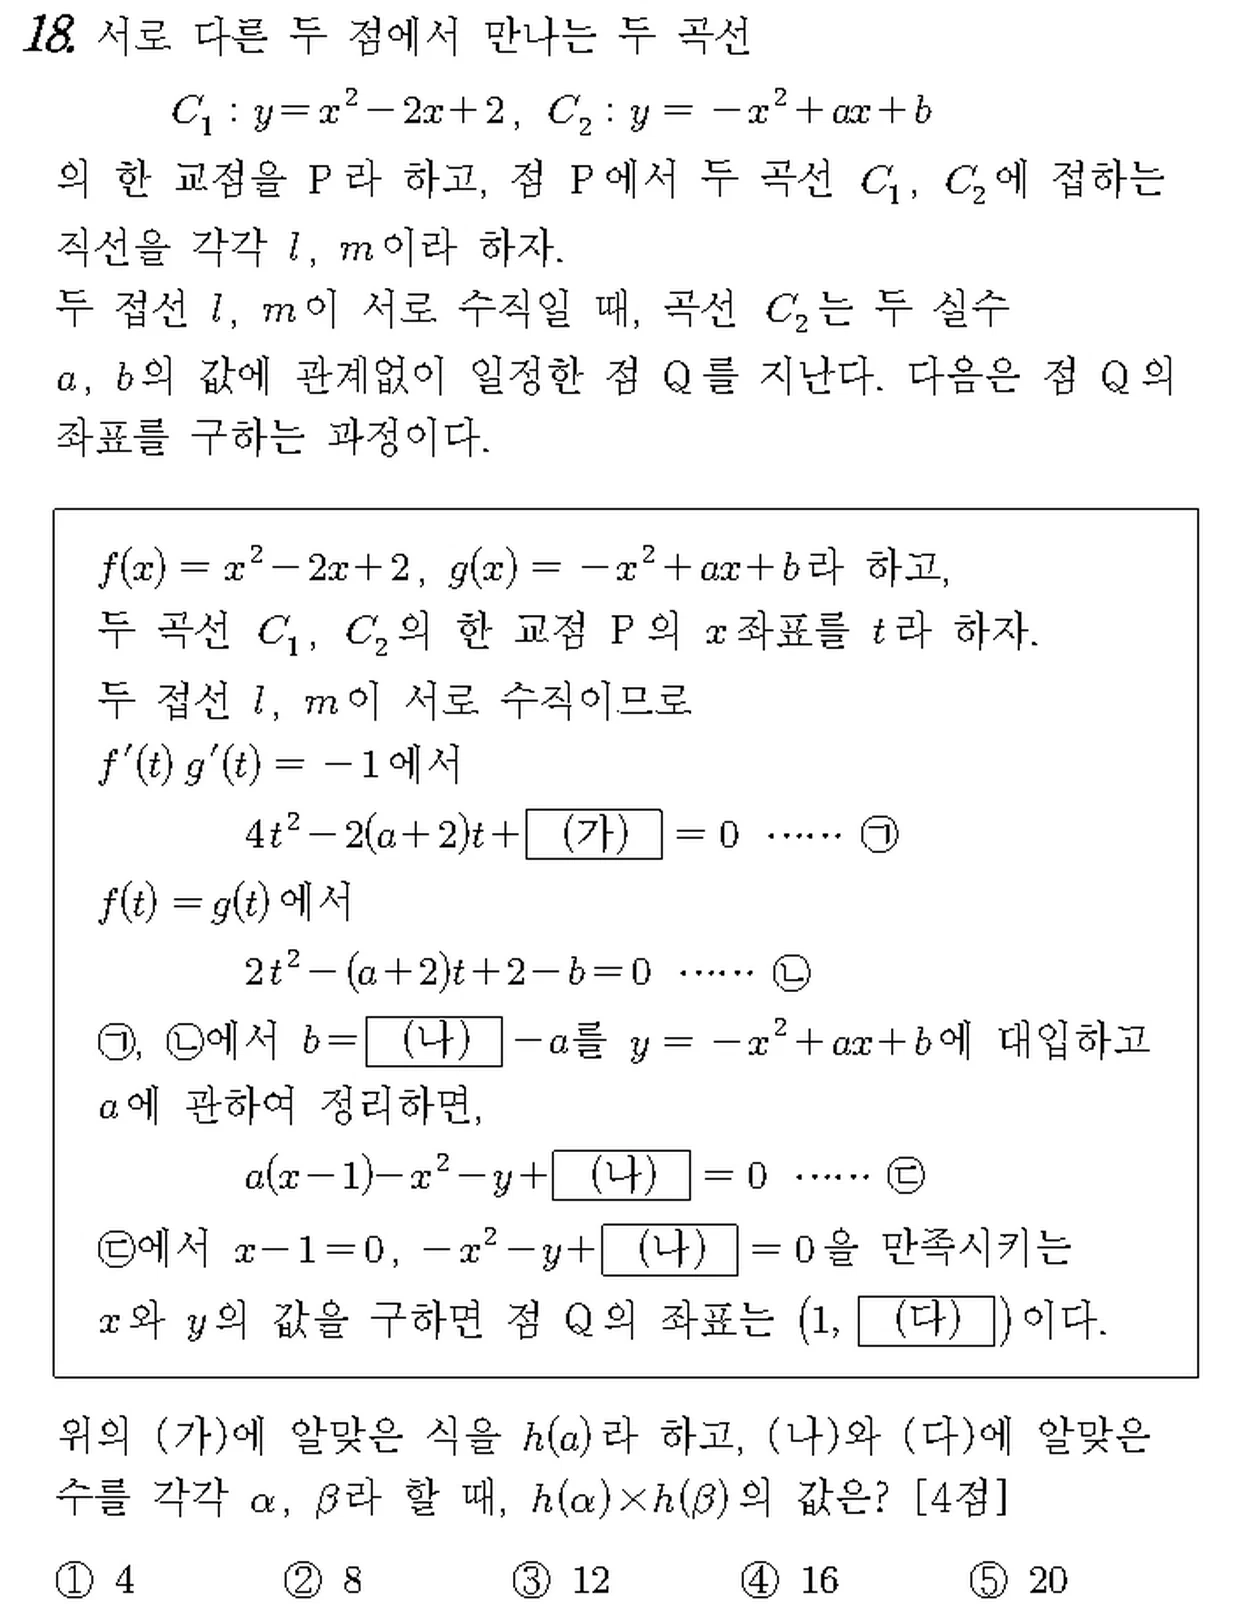 18. 서로 다른 두 점에서 만나는 두 곡선
C₁ : y=x²−2x+2, C₂ : y = −x²+ax+b
의 한 교점을 P라 하고, 점 P에서 두 곡선 C₁, C₂에 접하는
직선을 각각 l, m이라 하자.
두 접선 l, m이 서로 수직일 때, 곡선 C₂는 두 실수
a, b의 값에 관계없이 일정한 점 Q를 지난다. 다음은 점 Q의
좌표를 구하는 과정이다.
f(x) = x²−2x+2, g(x) = −x²+ax+b라 하고,
두 곡선 C₁, C₂의 한 교점 P의 x좌표를 t라 하자.
두 접선 l, m이 서로 수직이므로
f′(t) g′(t) = −1에서
4t²−2(a+2)t+ (가) = 0 ⋯⋯ ㉠
f(t) = g(t)에서
2t²−(a+2)t+2−b=0 ⋯⋯ ㉡
㉠, ㉡에서 b= (나) −a를 y = −x²+ax+b에 대입하고
a에 관하여 정리하면,
a(x−1)−x²−y+ (나) = 0 ⋯⋯ ㉢
㉢에서 x−1=0, −x²−y+ (나) = 0을 만족시키는
x와 y의 값을 구하면 점 Q의 좌표는 (1, (다) )이다.
위의 (가)에 알맞은 식을 h(a)라 하고, (나)와 (다)에 알맞은
수를 각각 α, β라 할 때, h(α)×h(β)의 값은? [4점]
① 4 ② 8 ③ 12 ④ 16 ⑤ 20